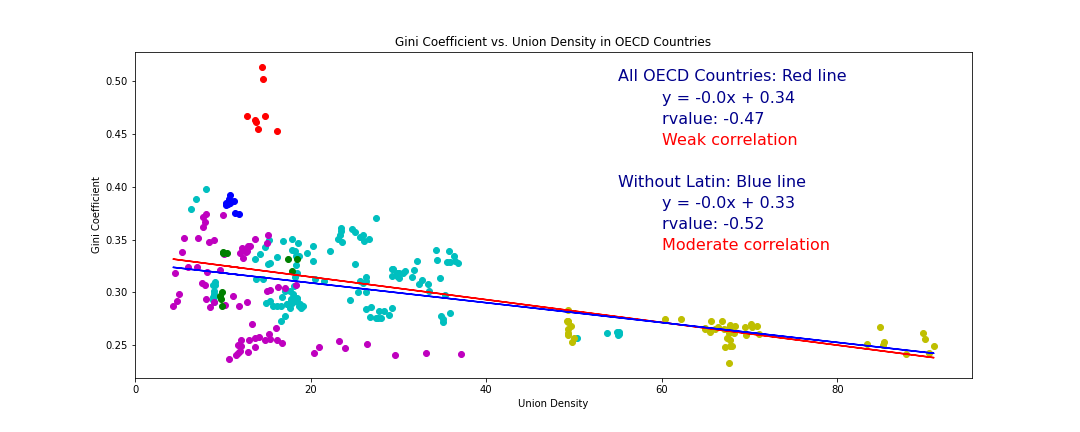 Gini Coefficient vs. Union Density in OECD Countries
All OECD Countries: Red line
y = -0.0x + 0.34
rvalue: -0.47
Weak correlation
Without Latin: Blue line
y = -0.0x + 0.33
rvalue: -0.52
Moderate correlation
Gini Coefficient
0.50
0.45
0.40
0.35
0.30
0.25
0
20
40
60
80
Union Density